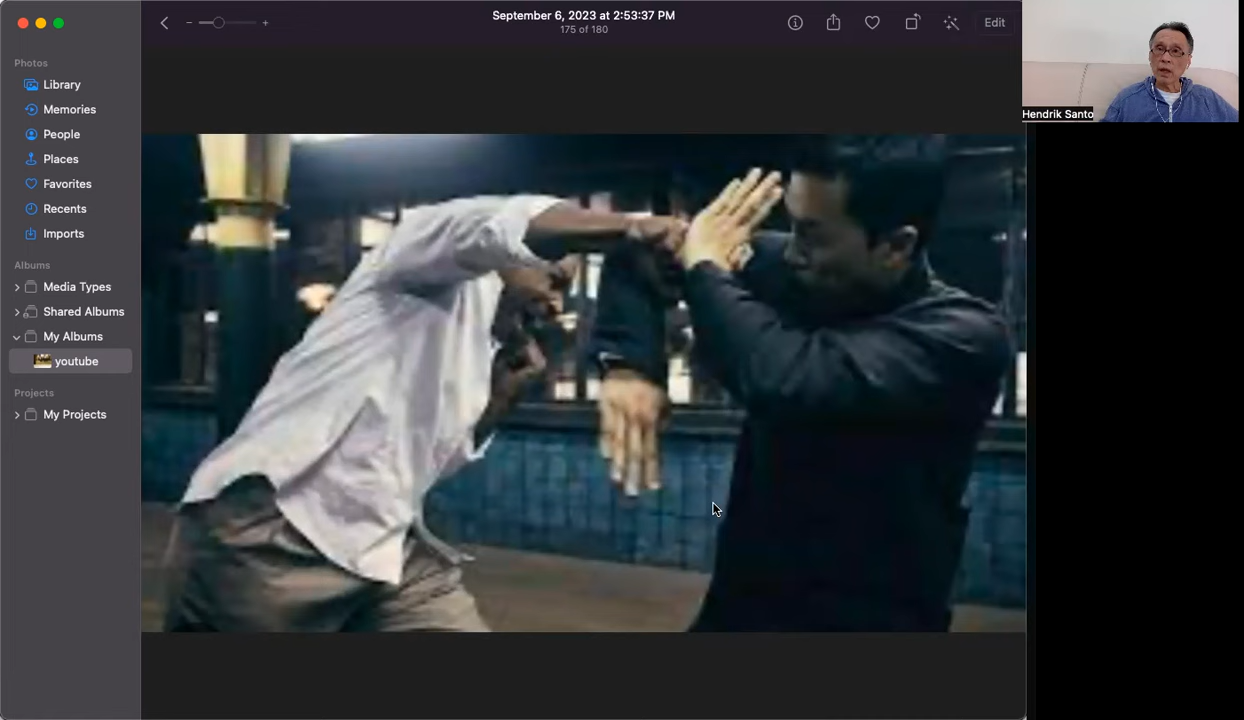 September 6, 2023 at 2:53:37 PM
175 of 180
Edit
Photos
Library
Memories
People
Places
Favorites
Recents
Imports
Albums
Media Types
Shared Albums
My Albums
youtube
Projects
My Projects
Hendrik Santo